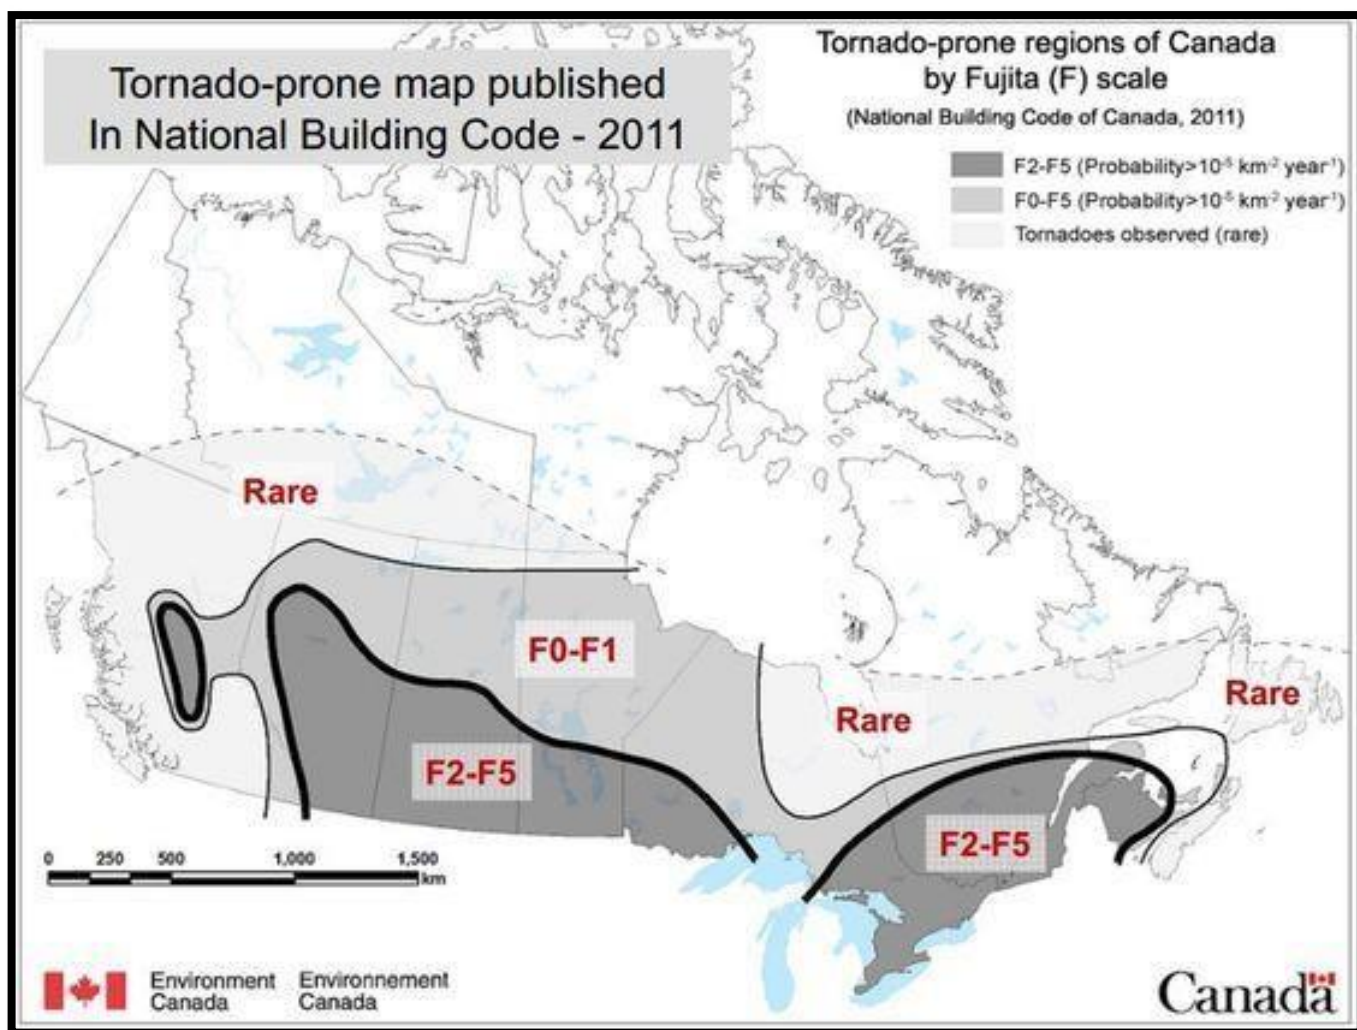 Tornado-prone map published
In National Building Code - 2011
Tornado-prone regions of Canada
by Fujita (F) scale
(National Building Code of Canada, 2011)
F2-F5 (Probability>10⁻⁵ km⁻² year⁻¹)
F0-F5 (Probability>10⁻⁵ km⁻² year⁻¹)
Tornadoes observed (rare)
Rare
F0-F1
Rare
Rare
F2-F5
F2-F5
0 250 500 1,000 1,500
km
Environment Environnement
Canada Canada
Canada